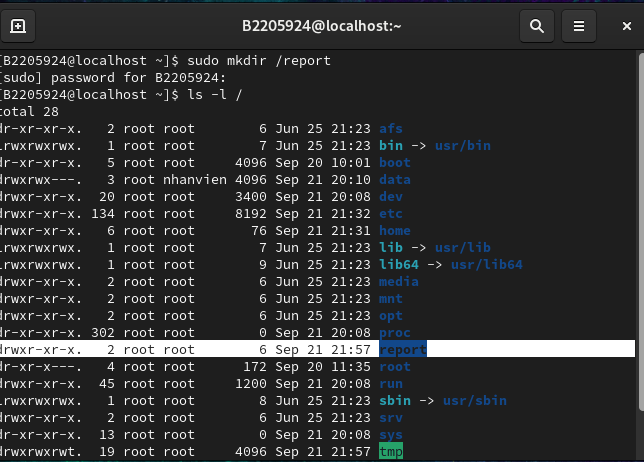 B2205924@localhost:~
[B2205924@localhost ~]$ sudo mkdir /report
[sudo] password for B2205924:
[B2205924@localhost ~]$ ls -l /
total 28
dr-xr-xr-x.   2 root root        6 Jun 25 21:23 afs
lrwxrwxrwx.   1 root root        7 Jun 25 21:23 bin -> usr/bin
dr-xr-xr-x.   5 root root     4096 Sep 20 10:01 boot
drwxrwx---.   3 root nhanvien 4096 Sep 21 20:10 data
drwxr-xr-x.  20 root root     3400 Sep 21 20:08 dev
drwxr-xr-x. 134 root root     8192 Sep 21 21:32 etc
drwxr-xr-x.   6 root root       76 Sep 21 21:31 home
lrwxrwxrwx.   1 root root        7 Jun 25 21:23 lib -> usr/lib
lrwxrwxrwx.   1 root root        9 Jun 25 21:23 lib64 -> usr/lib64
drwxr-xr-x.   2 root root        6 Jun 25 21:23 media
drwxr-xr-x.   2 root root        6 Jun 25 21:23 mnt
drwxr-xr-x.   2 root root        6 Jun 25 21:23 opt
dr-xr-xr-x. 302 root root        0 Sep 21 20:08 proc
drwxr-xr-x.   2 root root        6 Sep 21 21:57 report
dr-xr-x---.   4 root root      172 Sep 20 11:35 root
drwxr-xr-x.  45 root root     1200 Sep 21 20:08 run
lrwxrwxrwx.   1 root root        8 Jun 25 21:23 sbin -> usr/sbin
drwxr-xr-x.   2 root root        6 Jun 25 21:23 srv
dr-xr-xr-x.  13 root root        0 Sep 21 20:08 sys
drwxrwxrwt.  19 root root     4096 Sep 21 21:57 tmp